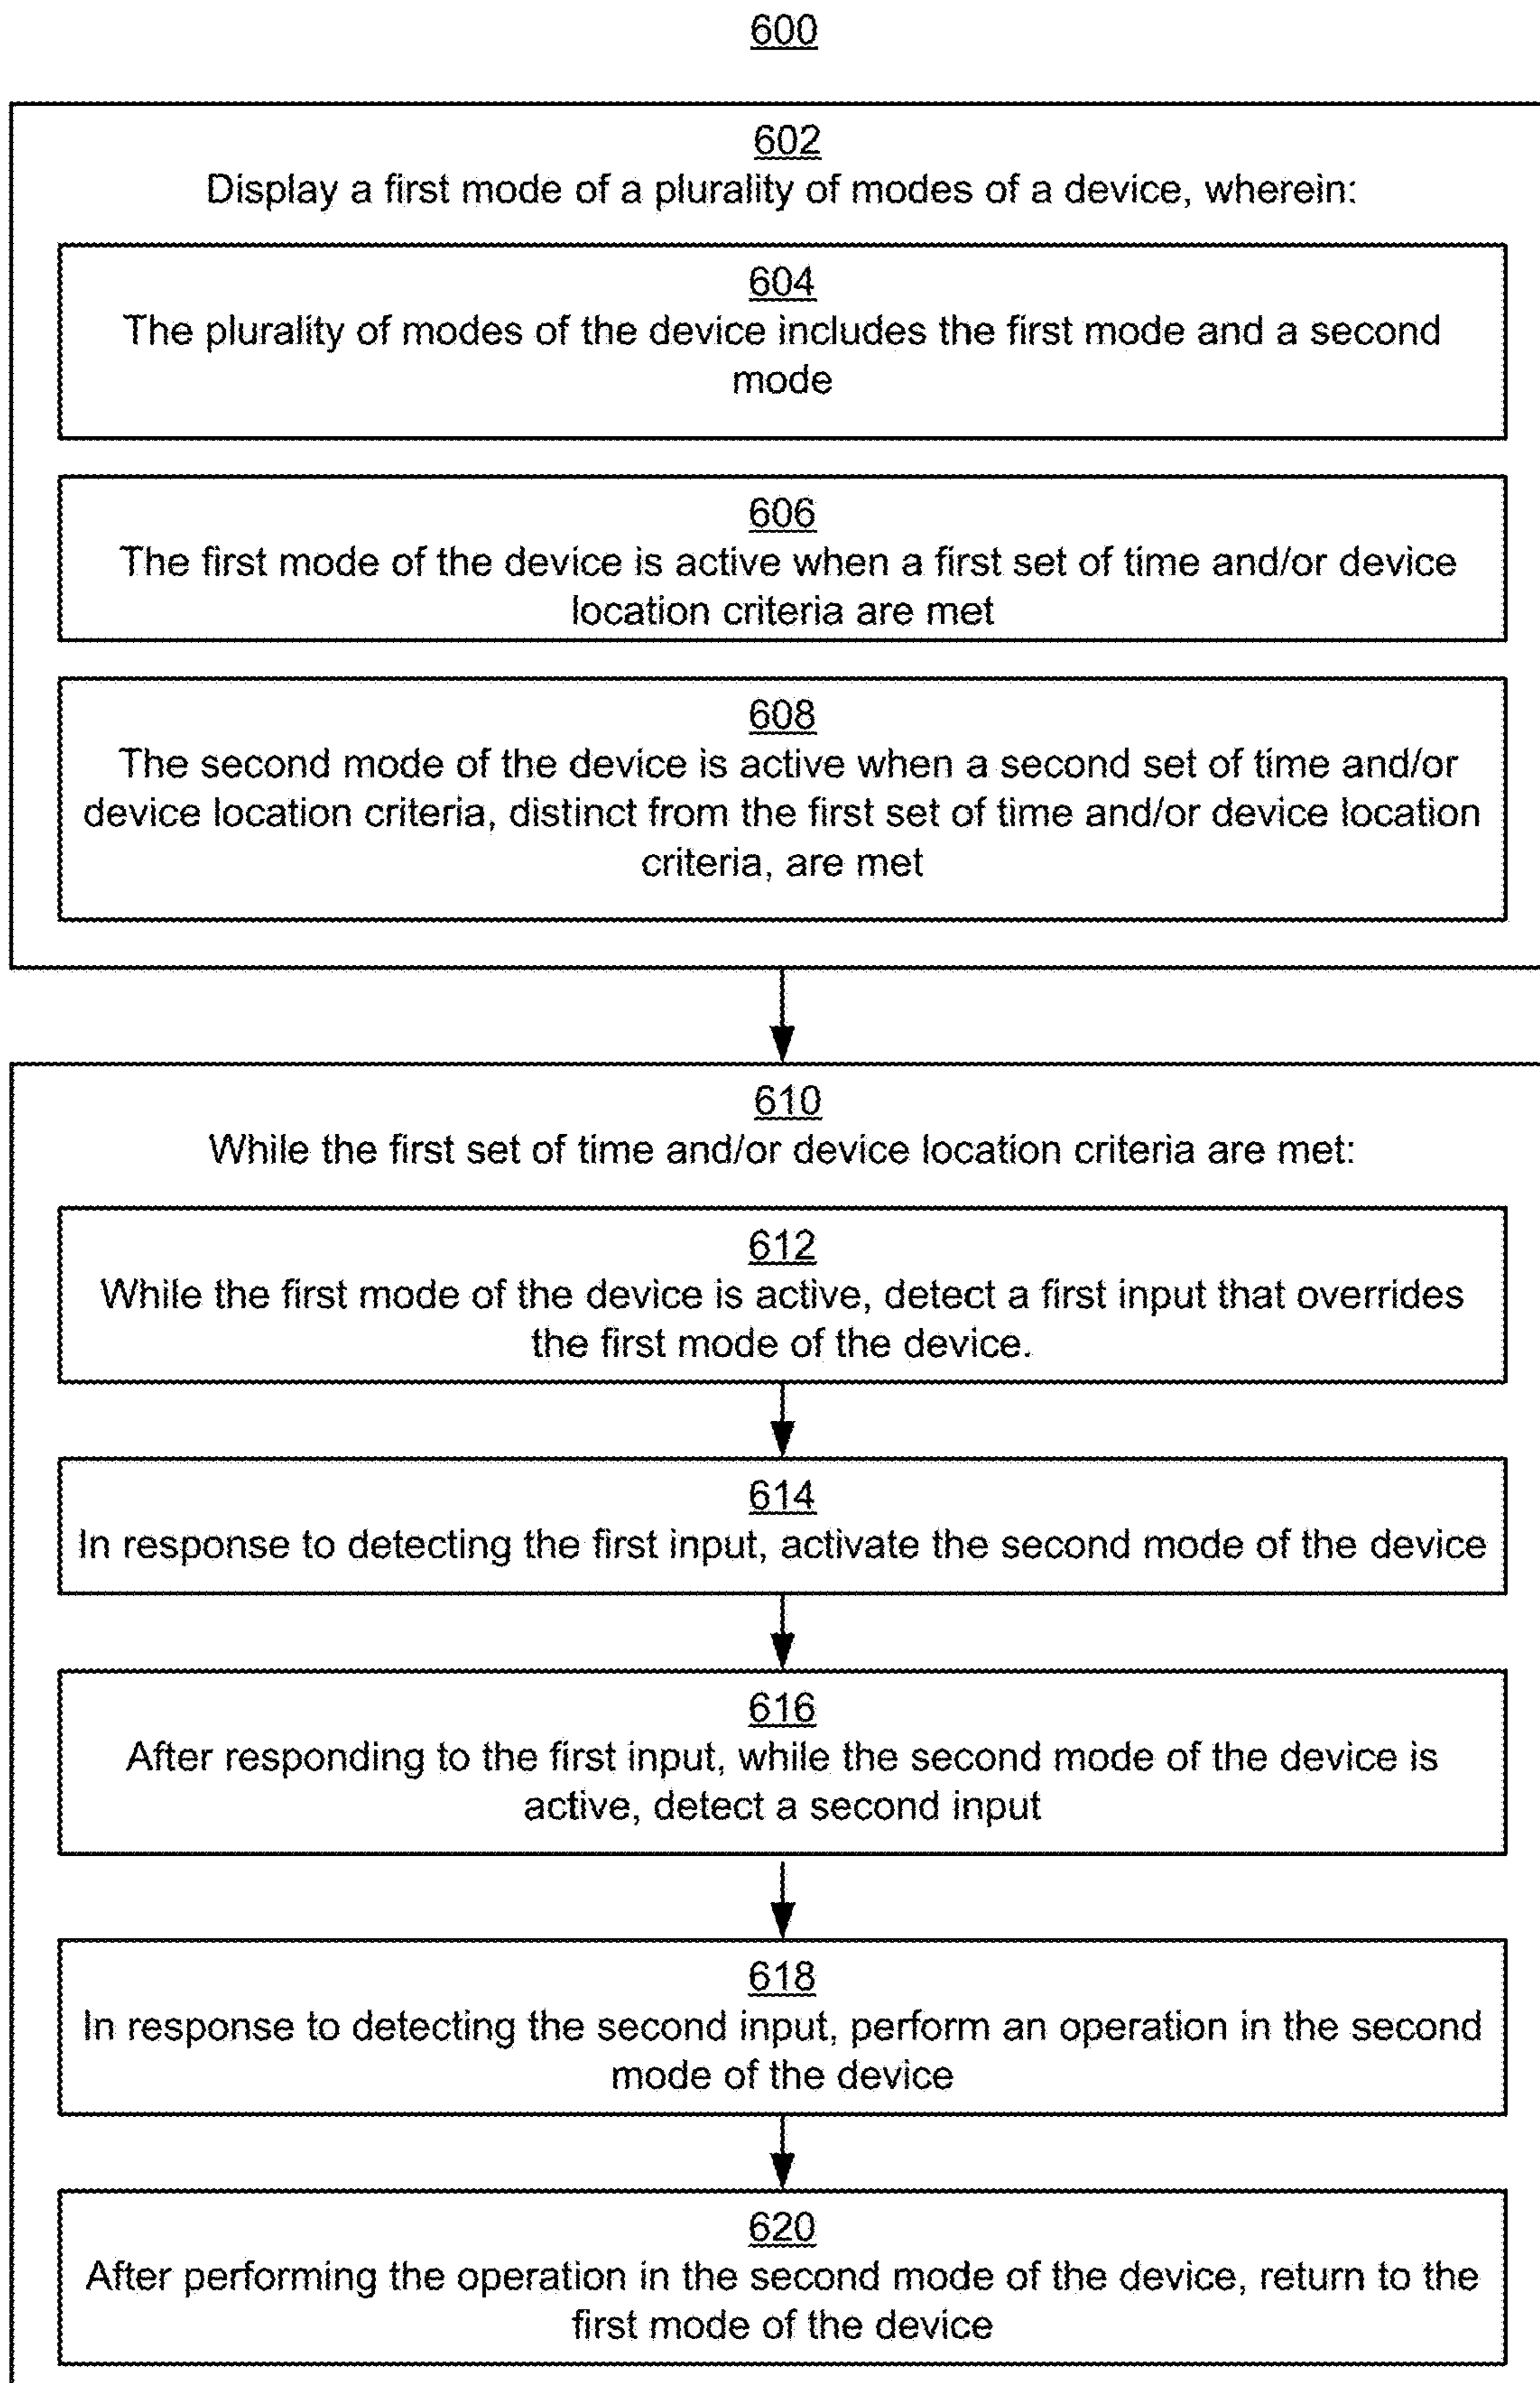 600
602
Display a first mode of a plurality of modes of a device, wherein:
604
The plurality of modes of the device includes the first mode and a second
mode
606
The first mode of the device is active when a first set of time and/or device
location criteria are met
608
The second mode of the device is active when a second set of time and/or
device location criteria, distinct from the first set of time and/or device location
criteria, are met
610
While the first set of time and/or device location criteria are met:
612
While the first mode of the device is active, detect a first input that overrides
the first mode of the device.
614
In response to detecting the first input, activate the second mode of the device
616
After responding to the first input, while the second mode of the device is
active, detect a second input
618
In response to detecting the second input, perform an operation in the second
mode of the device
620
After performing the operation in the second mode of the device, return to the
first mode of the device